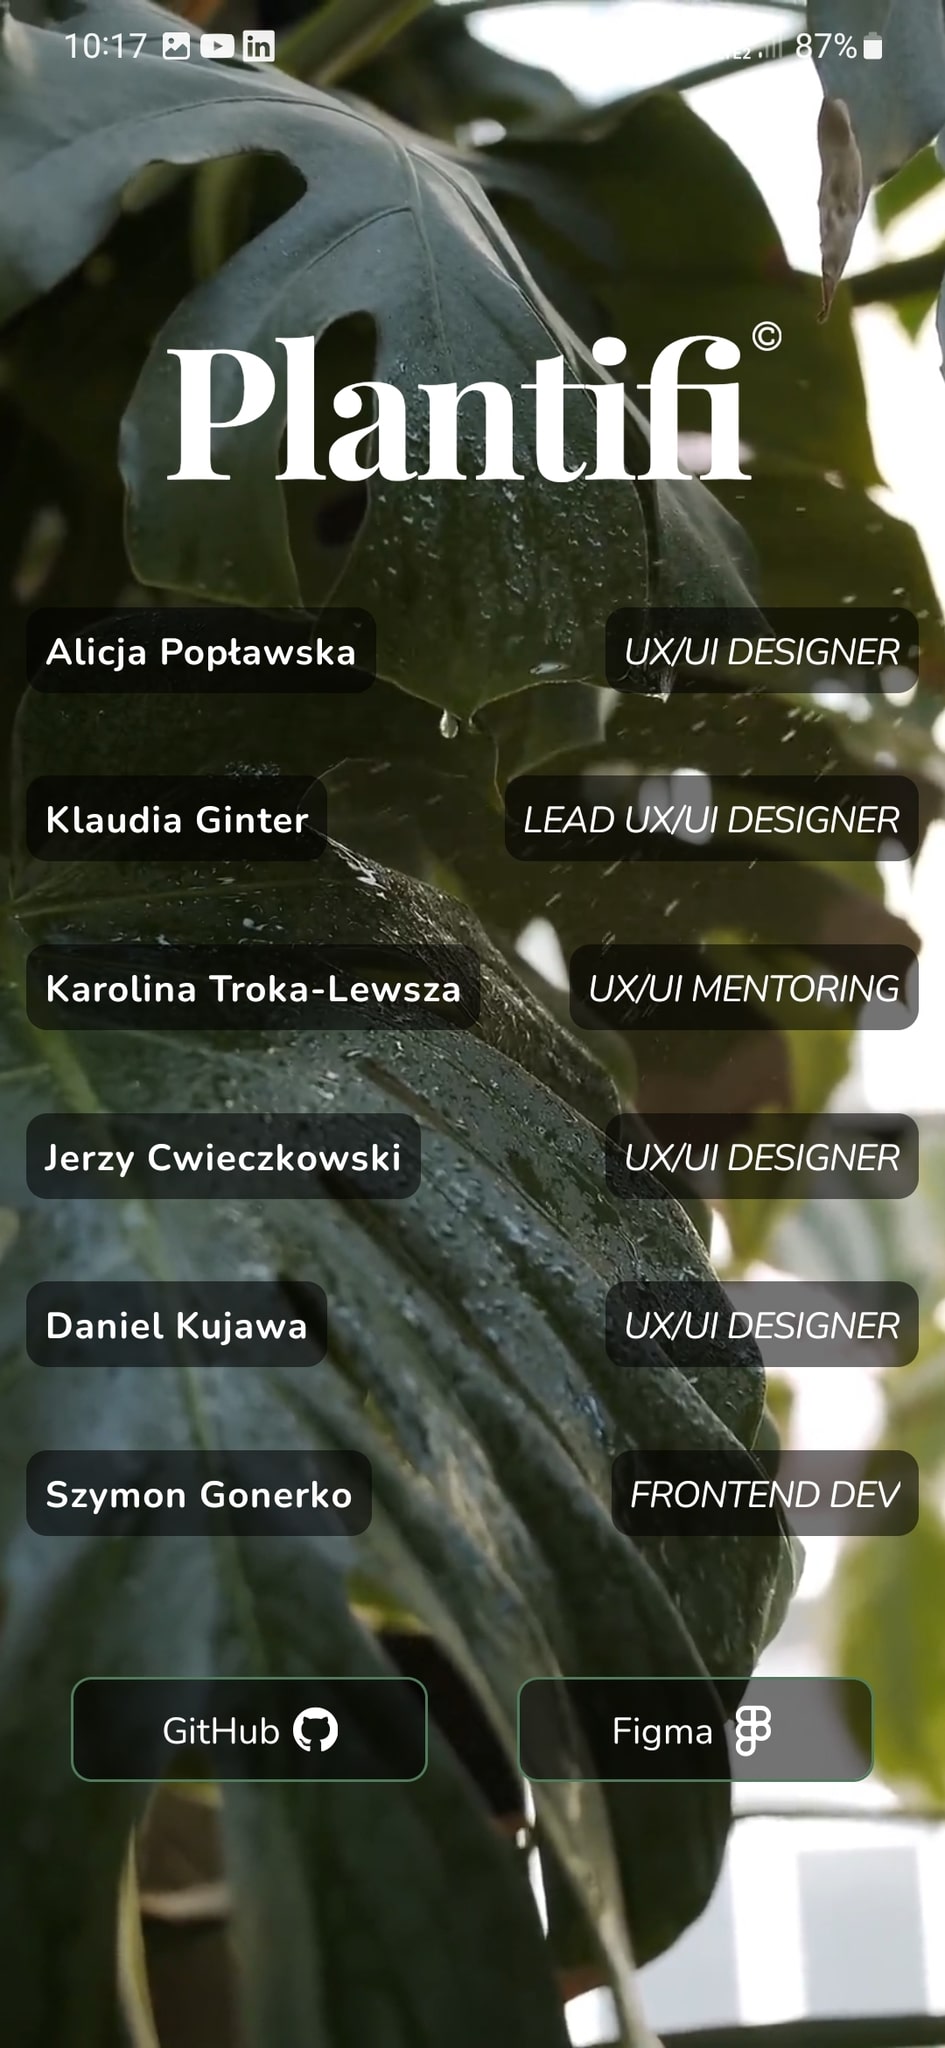 10:17 87%
Plantifi©
Alicja Popławska UX/UI DESIGNER
Klaudia Ginter LEAD UX/UI DESIGNER
Karolina Troka-Lewsza UX/UI MENTORING
Jerzy Cwieczkowski UX/UI DESIGNER
Daniel Kujawa UX/UI DESIGNER
Szymon Gonerko FRONTEND DEV
GitHub Figma